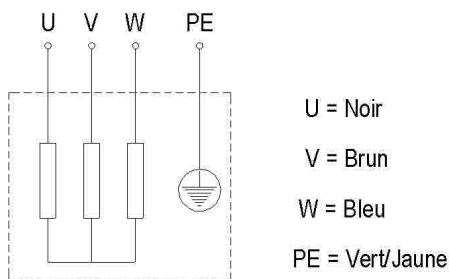 U V W PE
U = Noir
V = Brun
W = Bleu
PE = Vert/Jaune